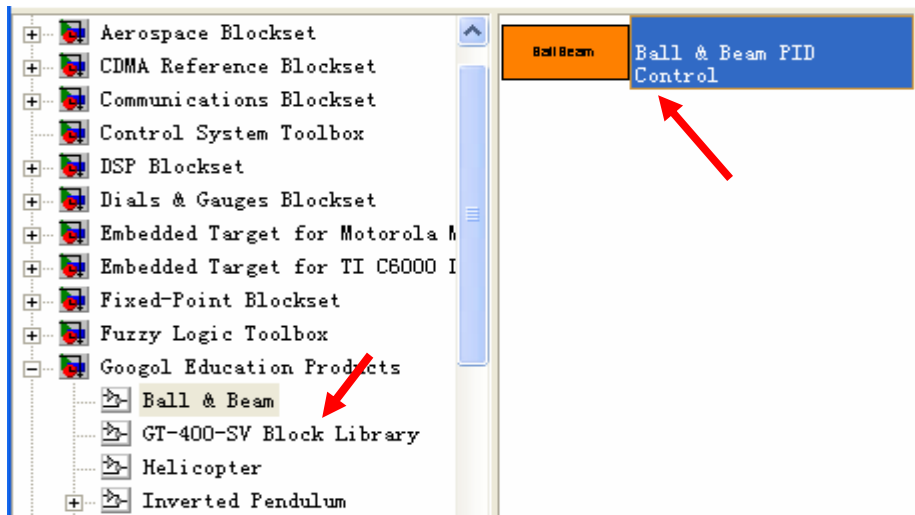 Aerospace Blockset
CDMA Reference Blockset
Communications Blockset
Control System Toolbox
DSP Blockset
Dials & Gauges Blockset
Embedded Target for Motorola M
Embedded Target for TI C6000 I
Fixed-Point Blockset
Fuzzy Logic Toolbox
Googol Education Products
Ball & Beam
GT-400-SV Block Library
Helicopter
Inverted Pendulum
Ball Beam
Ball & Beam PID
Control